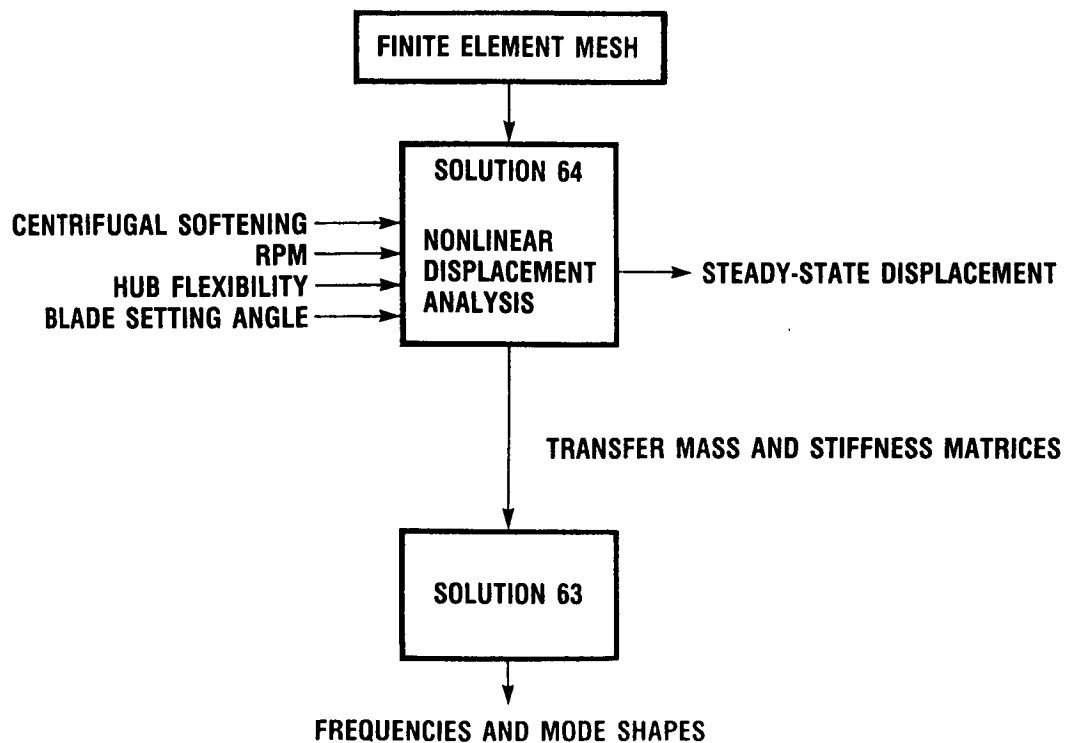 FINITE ELEMENT MESH
SOLUTION 64
CENTRIFUGAL SOFTENING
RPM
HUB FLEXIBILITY
BLADE SETTING ANGLE
NONLINEAR
DISPLACEMENT
ANALYSIS
STEADY-STATE DISPLACEMENT
TRANSFER MASS AND STIFFNESS MATRICES
SOLUTION 63
FREQUENCIES AND MODE SHAPES